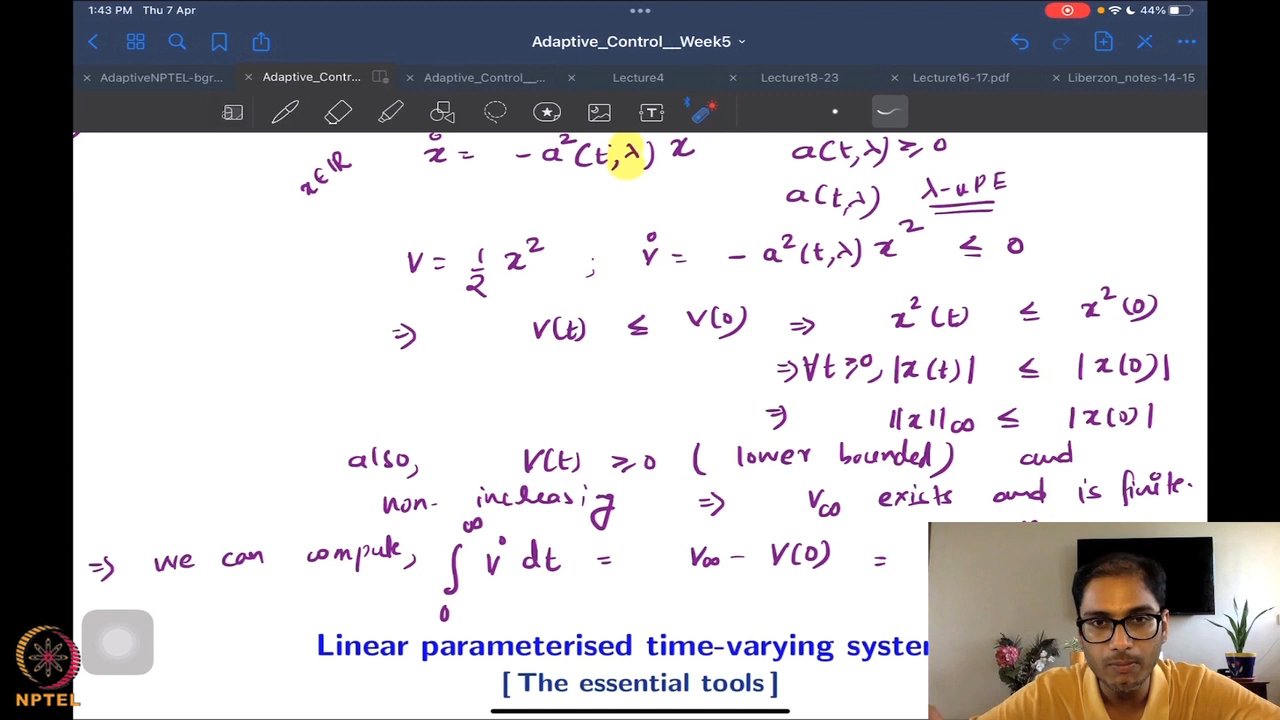 1:43 PM Thu 7 Apr
44%
Adaptive_Control__Week5
AdaptiveNPTEL-bgr... Adaptive_Contr... Adaptive_Control__... Lecture4 Lecture18-23 Lecture16-17.pdf Liberzon_notes-14-15
x∈ℝ ẋ = - a²(t,λ) x a(t,λ) ≥ 0
a(t,λ) λ-uPE
V = 1/2 x² ; V̇ = - a²(t,λ) x² ≤ 0
⇒ V(t) ≤ V(0) ⇒ x²(t) ≤ x²(0)
⇒ ∀t ≥ 0, |x(t)| ≤ |x(0)|
⇒ ||x||∞ ≤ |x(0)|
also, V(t) ≥ 0 (lower bounded) and
non-increasing ⇒ V∞ exists and is finite.
⇒ we can compute, ∫₀^∞ V̇ dt = V∞ - V(0) =
Linear parameterised time-varying system
[The essential tools]
NPTEL